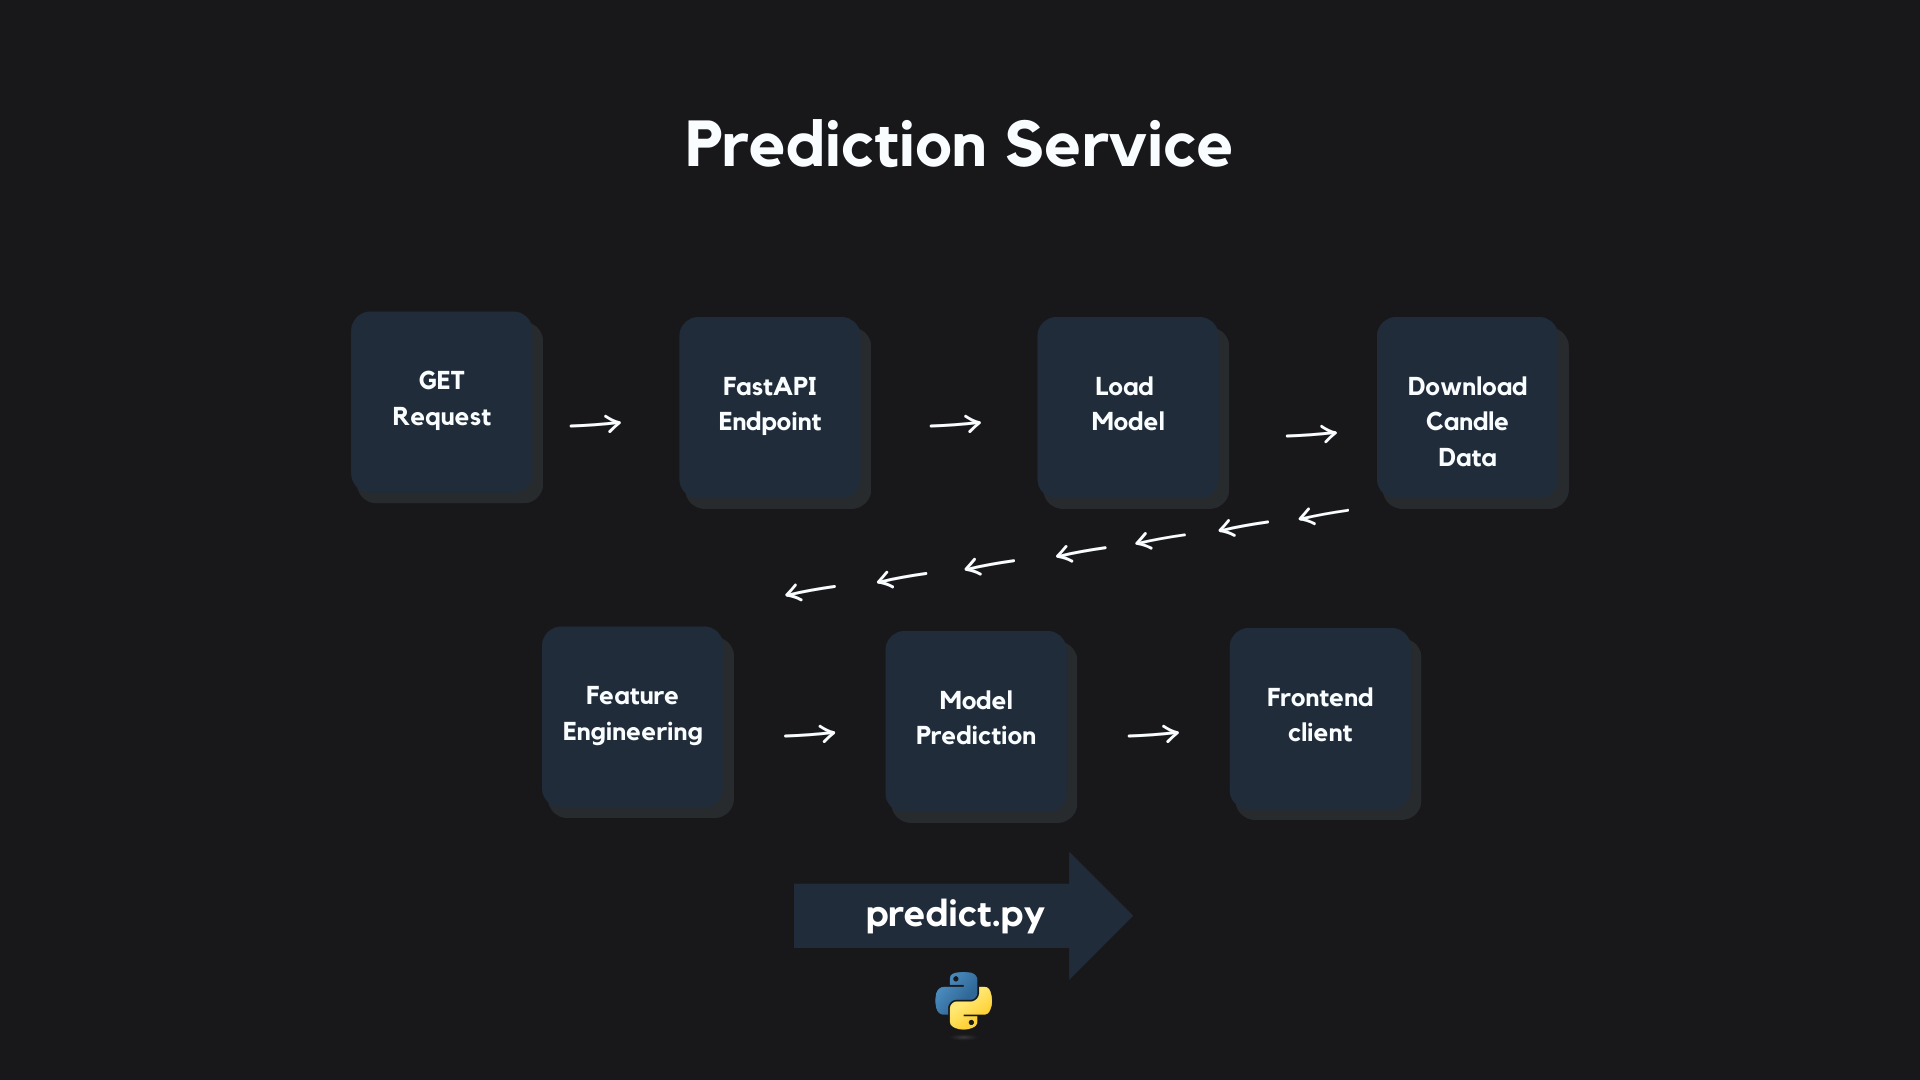 Prediction Service
GET
Request
FastAPI
Endpoint
Load
Model
Download
Candle
Data
Feature
Engineering
Model
Prediction
Frontend
client
predict.py